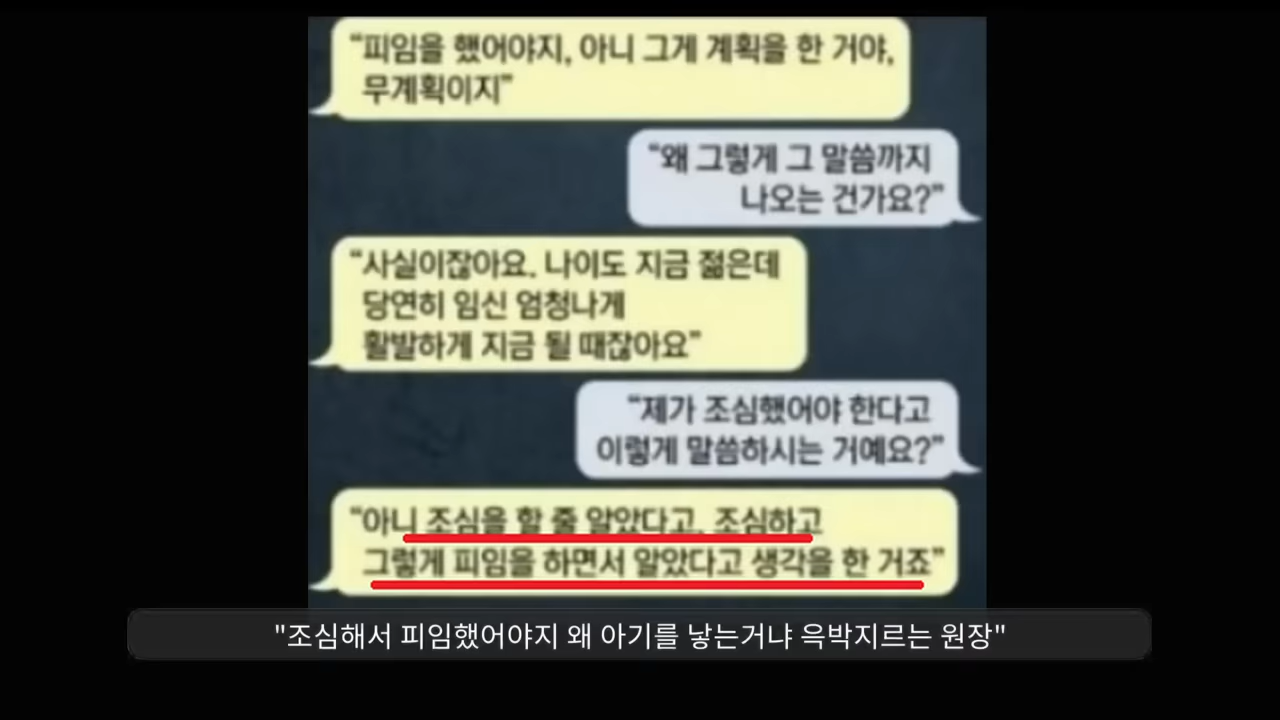 “피임을 했어야지, 아니 그게 계획을 한 거야,
무계획이지”
“왜 그렇게 그 말씀까지
나오는 건가요?”
“사실이잖아요. 나이도 지금 젊은데
당연히 임신 엄청나게
활발하게 지금 될 때잖아요”
“제가 조심했어야 한다고
이렇게 말씀하시는 거예요?”
“아니 조심을 할 줄 알았다고. 조심하고
그렇게 피임을 하면서 알았다고 생각을 한 거죠”
"조심해서 피임했어야지 왜 아기를 낳는거냐 윽박지르는 원장"